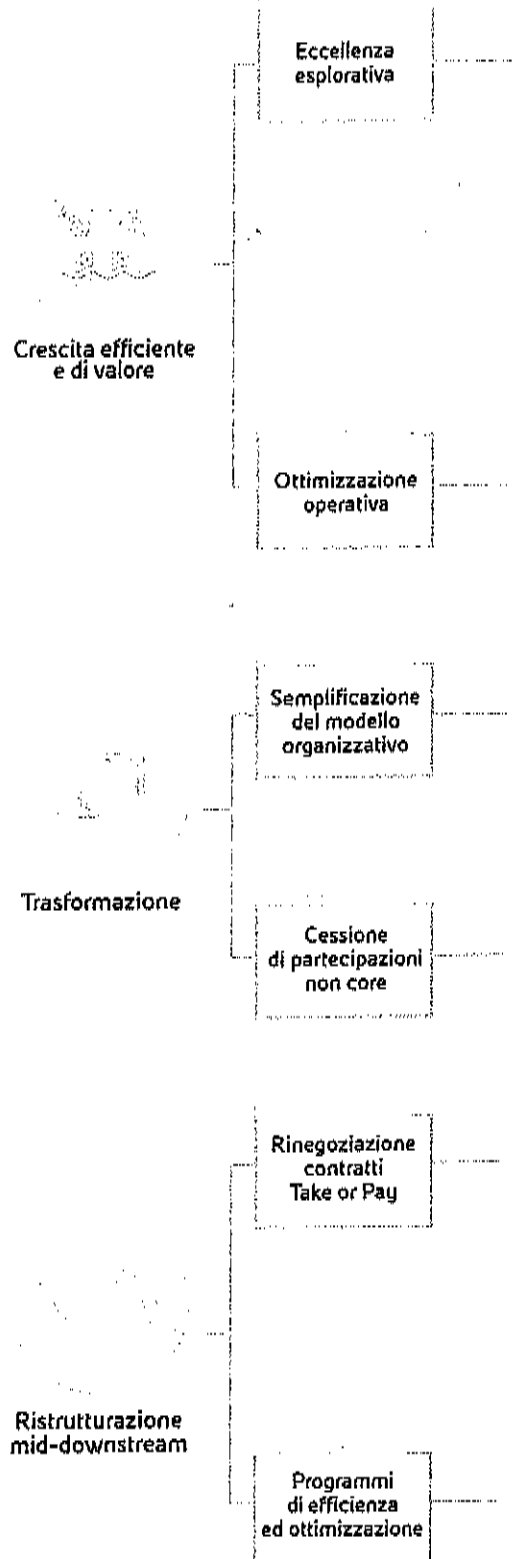 Eccellenza
esplorativa
Crescita efficiente
e di valore
Ottimizzazione
operativa
Semplificazione
del modello
organizzativo
Trasformazione
Cessione
di partecipazioni
non core
Rinegoziazione
contratti
Take or Pay
Ristrutturazione
mid-downstream
Programmi
di efficienza
ed ottimizzazione